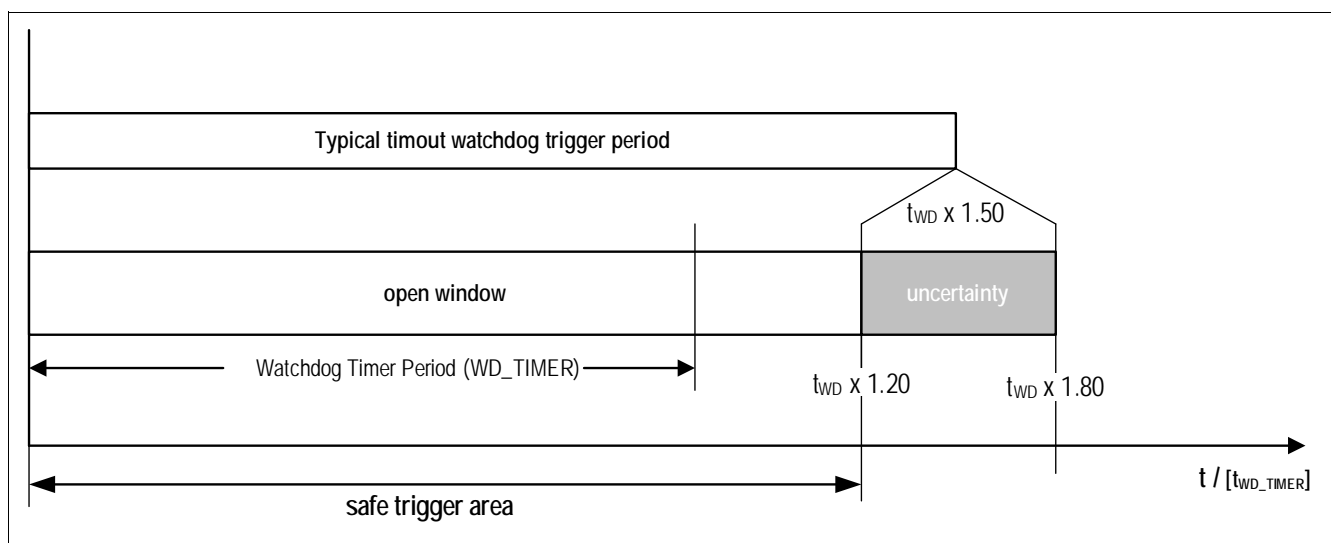 Typical timout watchdog trigger period
tWD x 1.50
open window
uncertainty
Watchdog Timer Period (WD_TIMER)
tWD x 1.20
tWD x 1.80
t / [tWD_TIMER]
safe trigger area